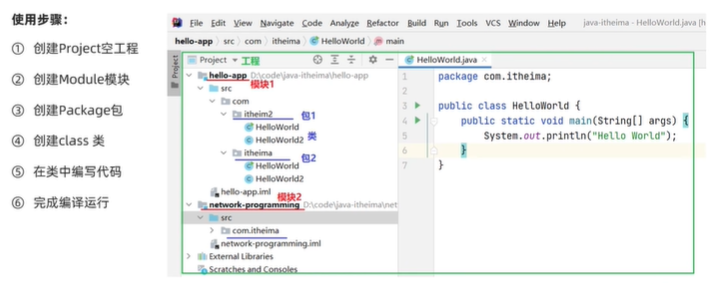 使用步骤：
① 创建Project空工程
② 创建Module模块
③ 创建Package包
④ 创建class 类
⑤ 在类中编写代码
⑥ 完成编译运行
File Edit View Navigate Code Analyze Refactor Build Run Tools VCS Window Help java-itheima - HelloWorld.java [h
hello-app src com itheima HelloWorld main
Project
Project 工程
hello-app D:\code\java-itheima\hello-app
模块1
src
com
itheim2 包1
HelloWorld
HelloWorld2 类
itheima 包2
HelloWorld
HelloWorld2
hello-app.iml
模块2
network-programming D:\code\java-itheima\net
src
com.itheima
network-programming.iml
External Libraries
Scratches and Consoles
HelloWorld.java
1 package com.itheima;
2
3 public class HelloWorld {
4 public static void main(String[] args) {
5 System.out.println("Hello World");
6 }
7 }